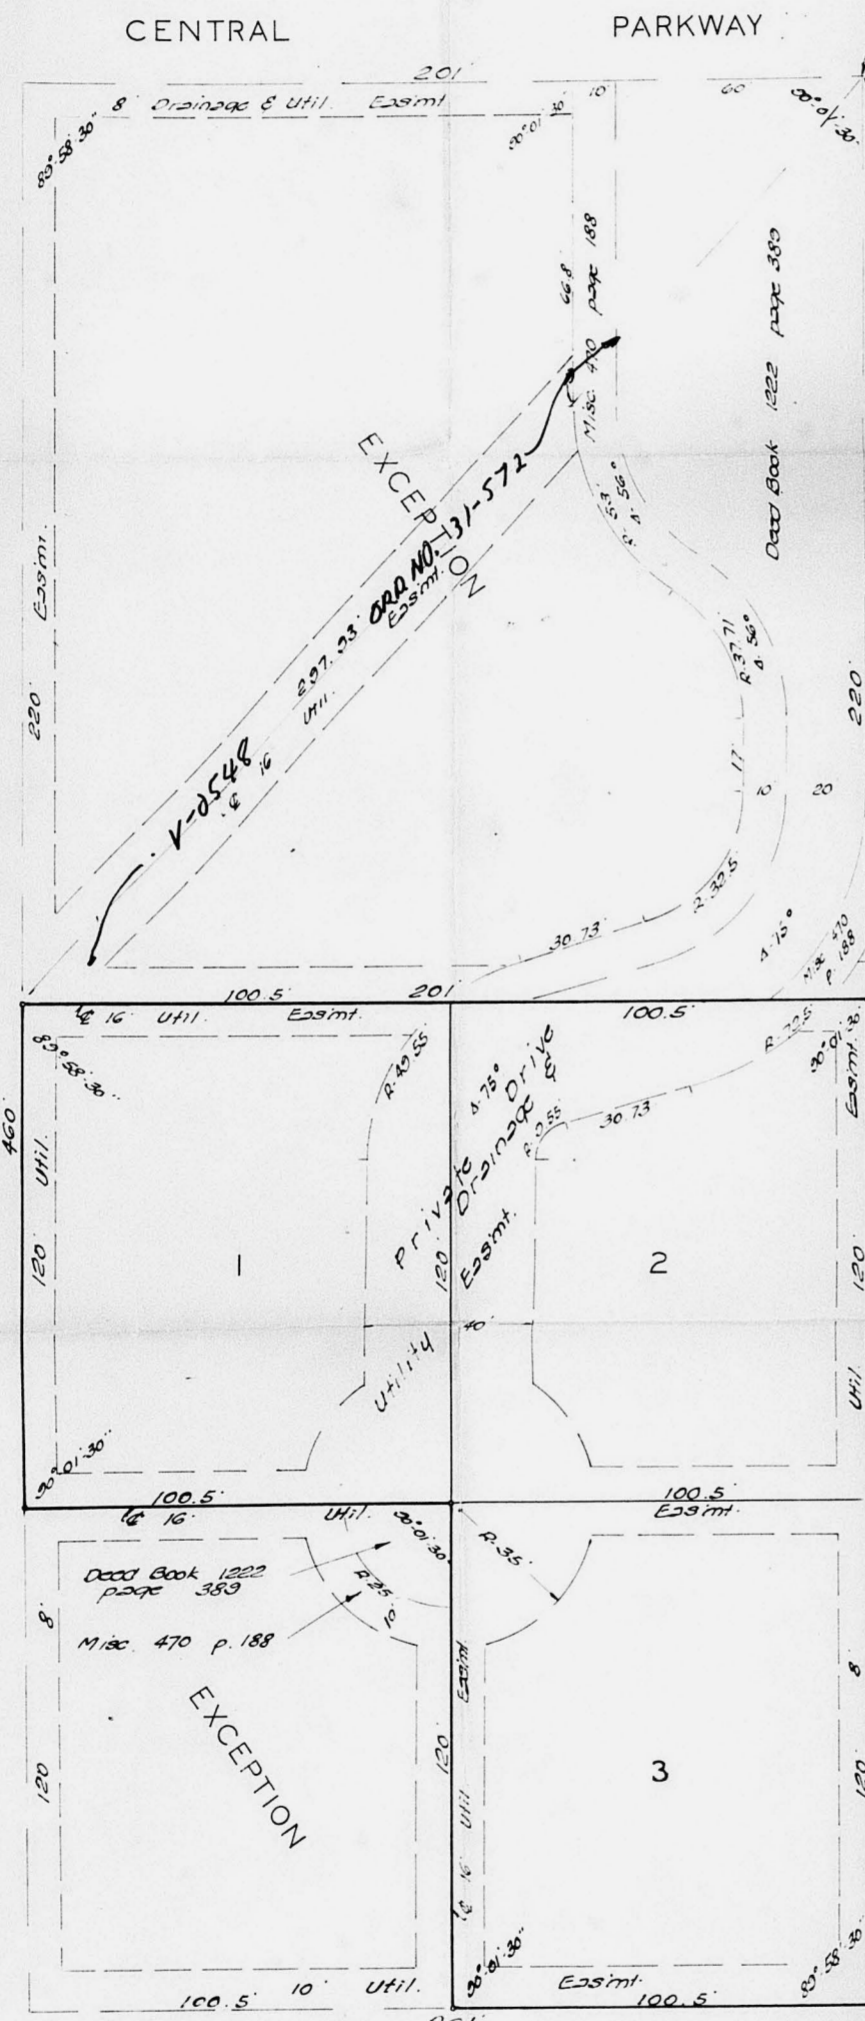 CENTRAL PARKWAY
201'
8' Drainage & Util. Easmt.
10'
60'
89°-58'-30"
90°-01'-30"
90°-01'-30"
66.8'
Misc. 470 page 188
Deed Book 1222 page 389
EXCEPTION
ORD. NO. 131-572
297.93'
Easmt.
Util.
V-0548
℄ 16'
R. 53'
Δ. 56°
R. 37.71
Δ. 56°
Easmt.
220'
220'
17'
10'
20'
R. 32.5'
30.73
Δ-75°
Misc 470
p. 188
100.5'
201'
100.5'
℄ 16' Util. Easmt.
89°-58'-30"
R. 49.55
Δ-75°
R. 72.5'
90°-01'-30"
Easmt.
R. 9.55
30.73
Private Drive
Drainage &
Utility
Easmt.
460'
Util.
120'
1
120'
40'
2
120'
Util.
90°-01'-30"
100.5'
100.5'
℄ 16' Util. Easmt.
90°-01'-30"
R-35'
Deed Book 1222
page 389
R-25'
10'
Misc. 470 p. 188
8'
EXCEPTION
120'
120'
℄ 16' Util Easmt.
3
8'
120'
90°-01'-30"
89°-58'-30"
10' Util. Easmt.
100.5'
100.5'
201'